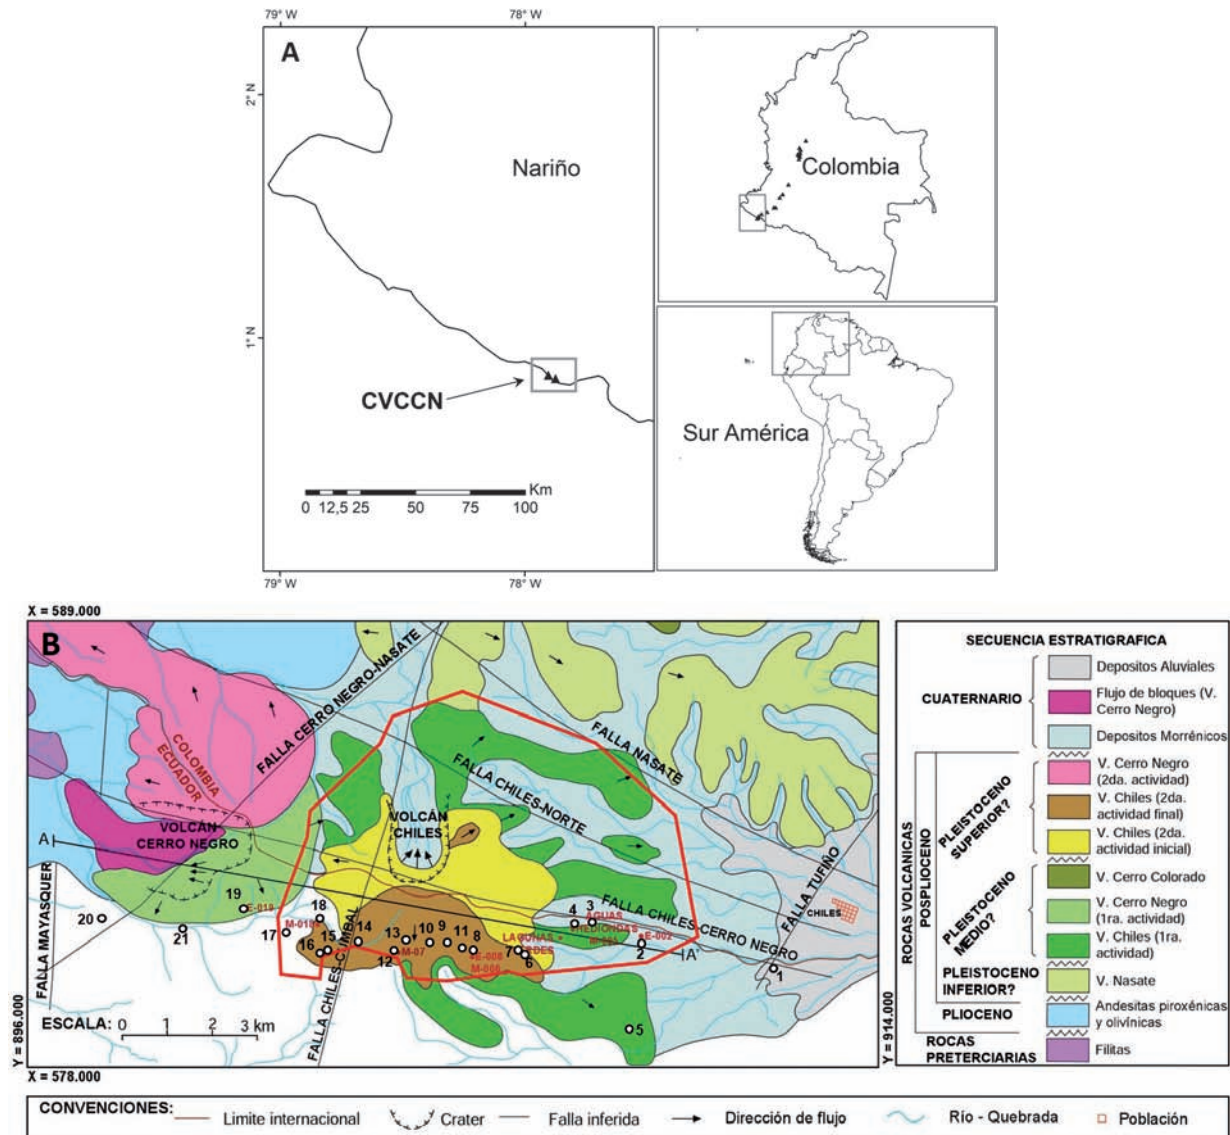 79° W
78° W
A
2° N
1° N
Nariño
CVCCN
Km
0 12,5 25 50 75 100
79° W
78° W
Colombia
Sur América
X = 589.000
B
COLOMBIA
ECUADOR
FALLA CERRO NEGRO-NASATE
FALLA NASATE
FALLA CHILES-NORTE
VOLCÁN
CERRO NEGRO
VOLCÁN
CHILES
A
FALLA MAYASQUER
FALLA TUFIÑO
CHILES
FALLA CHILES-CERRO NEGRO
20
19
E-019
21
18
M-018
17
16
15
14
13
12
M-07
10
9
11
8
E-008
M-008
LAGUNAS
7
6
4
3
AGUAS
HEDIONDAS
E-002
2
A'
1
5
FALLA CHILES-CUMBAL
ESCALA: 0 1 2 3 km
Y = 896.000
Y = 914.000
X = 578.000
SECUENCIA ESTRATIGRAFICA
CUATERNARIO
Depositos Aluviales
Flujo de bloques (V.
Cerro Negro)
Depositos Morrénicos
ROCAS VOLCANICAS
POSPLIOCENO
PLEISTOCENO
SUPERIOR?
V. Cerro Negro
(2da. actividad)
V. Chiles (2da.
actividad final)
V. Chiles (2da.
actividad inicial)
PLEISTOCENO
MEDIO?
V. Cerro Colorado
V. Cerro Negro
(1ra. actividad)
V. Chiles (1ra.
actividad)
PLEISTOCENO
INFERIOR?
V. Nasate
PLIOCENO
Andesitas piroxénicas
y olivínicas
ROCAS
PRETERCIARIAS
Filitas
CONVENCIONES:
Limite internacional
Crater
Falla inferida
Dirección de flujo
Río - Quebrada
Población